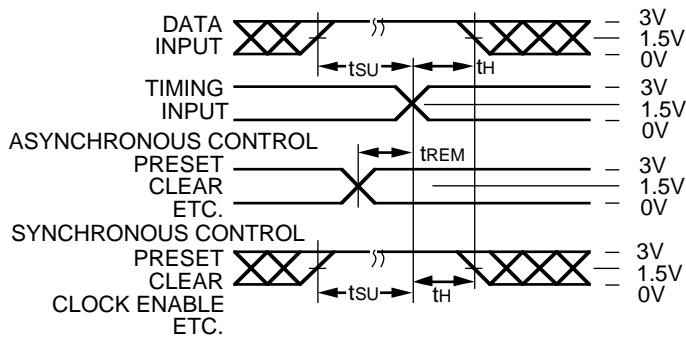 DATA
INPUT
3V
1.5V
0V
tSU
tH
TIMING
INPUT
3V
1.5V
0V
ASYNCHRONOUS CONTROL
PRESET
CLEAR
ETC.
tREM
3V
1.5V
0V
SYNCHRONOUS CONTROL
PRESET
CLEAR
CLOCK ENABLE
ETC.
tSU
tH
3V
1.5V
0V